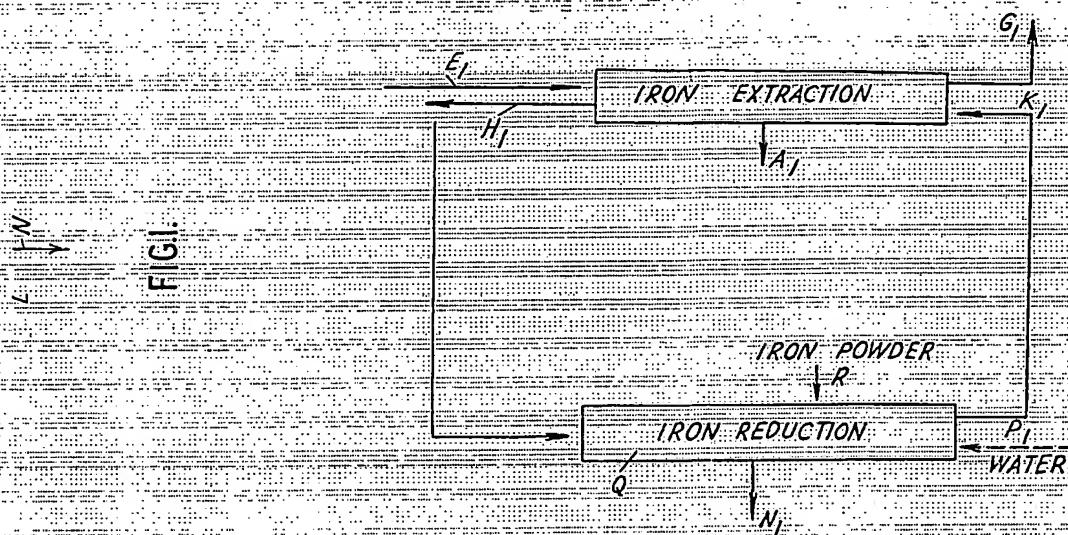 G1
E1
IRON EXTRACTION
K1
H1
A1
N
L
FIG.1.
IRON POWDER
R
IRON REDUCTION
P1
WATER
Q
N1